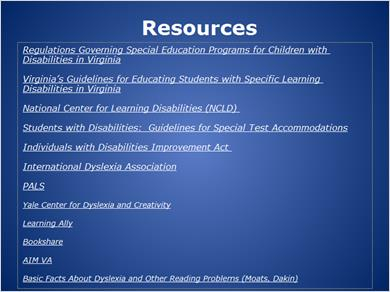 Resources
Regulations Governing Special Education Programs for Children with
Disabilities in Virginia
Virginia's Guidelines for Educating Students with Specific Learning
Disabilities in Virginia
National Center for Learning Disabilities (NCLD)
Students with Disabilities:  Guidelines for Special Test Accommodations
Individuals with Disabilities Improvement Act
International Dyslexia Association
PALS
Yale Center for Dyslexia and Creativity
Learning Ally
Bookshare
AIM VA
Basic Facts About Dyslexia and Other Reading Problems (Moats, Dakin)